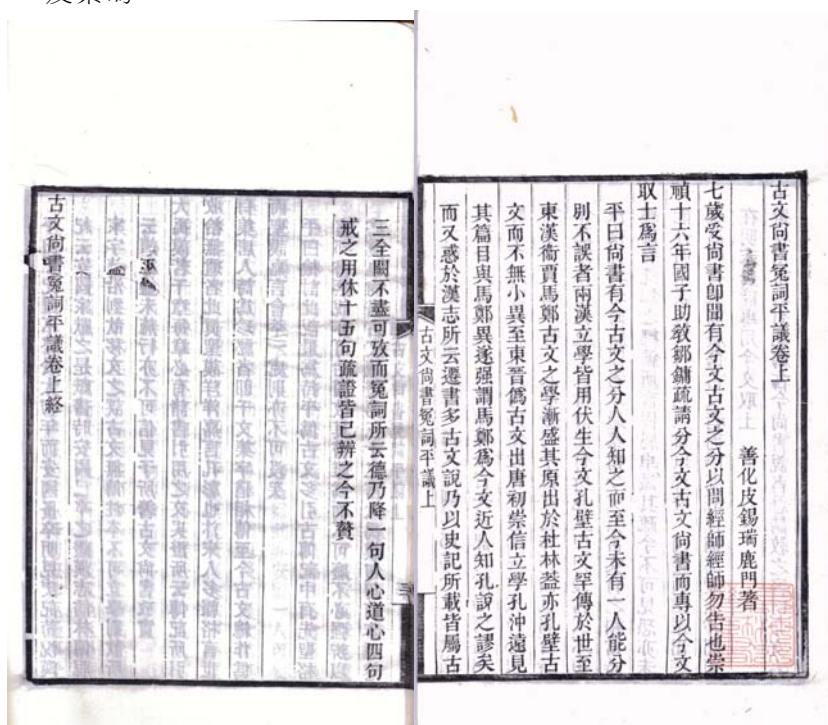 古文尙書冤詞平議卷上
善化皮錫瑞鹿門著
七歲受尙書卽聞有今文古文之分以問經師經師勿告也崇
禎十六年國子助敎鄒鏞疏請分今文古文尙書而專以今文
取士爲言
平曰尙書有今古文之分人人知之而至今未有一人能分
別不誤者兩漢立學皆用伏生今文孔壁古文罕傳於世至
東漢衞賈馬鄭古文之學漸盛其原出於杜林蓋亦孔壁古
文而不無小異至東晉僞古文出唐初崇信立學孔沖遠見
其篇目與馬鄭異遂强謂馬鄭爲今文近人知孔說之謬矣
而又惑於漢志所云遷書多古文說乃以史記所載皆屬古
古文尙書冤詞平議上
三全闕不盡可攷而冤詞所云德乃降一句人心道心四句
戒之用休十五句疏證皆已辨之今不贅
古文尙書冤詞平議卷上終